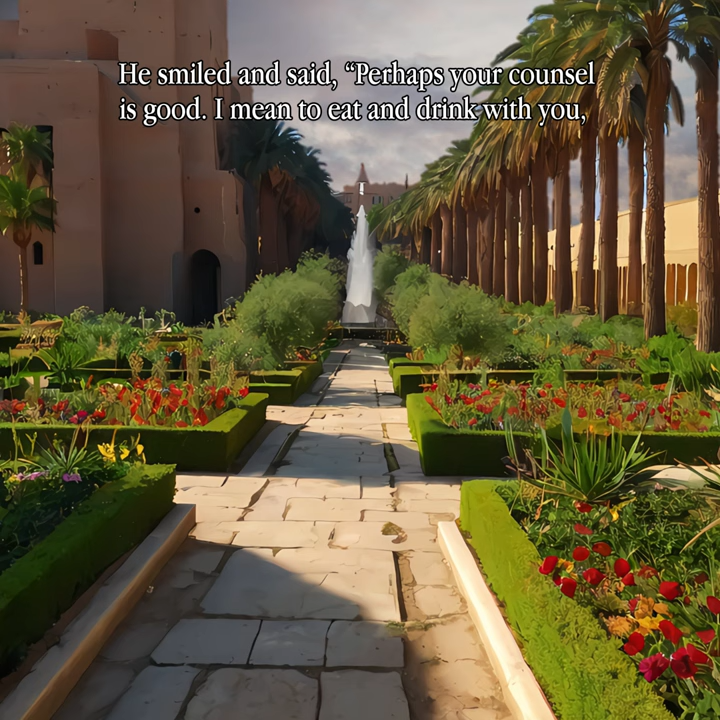 He smiled and said, “Perhaps your counsel
is good. I mean to eat and drink with you,